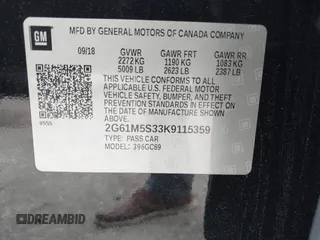 GM
MFD BY GENERAL MOTORS OF CANADA COMPANY
09/18 GVWR GAWR FRT GAWR RR
2272 KG 1190 KG 1083 KG
5009 LB 2623 LB 2387 LB
THIS VEHICLE CONFORMS TO ALL
APPLICABLE U.S. FEDERAL MOTOR
VEHICLE SAFETY, BUMPER, AND THEFT
PREVENTION STANDARDS IN EFFECT ON
THE DATE OF MANUFACTURE SHOWN
ABOVE.
2G61M5S33K9115359
TYPE: PASS CAR
MODEL: 396GC69
DREAMBID